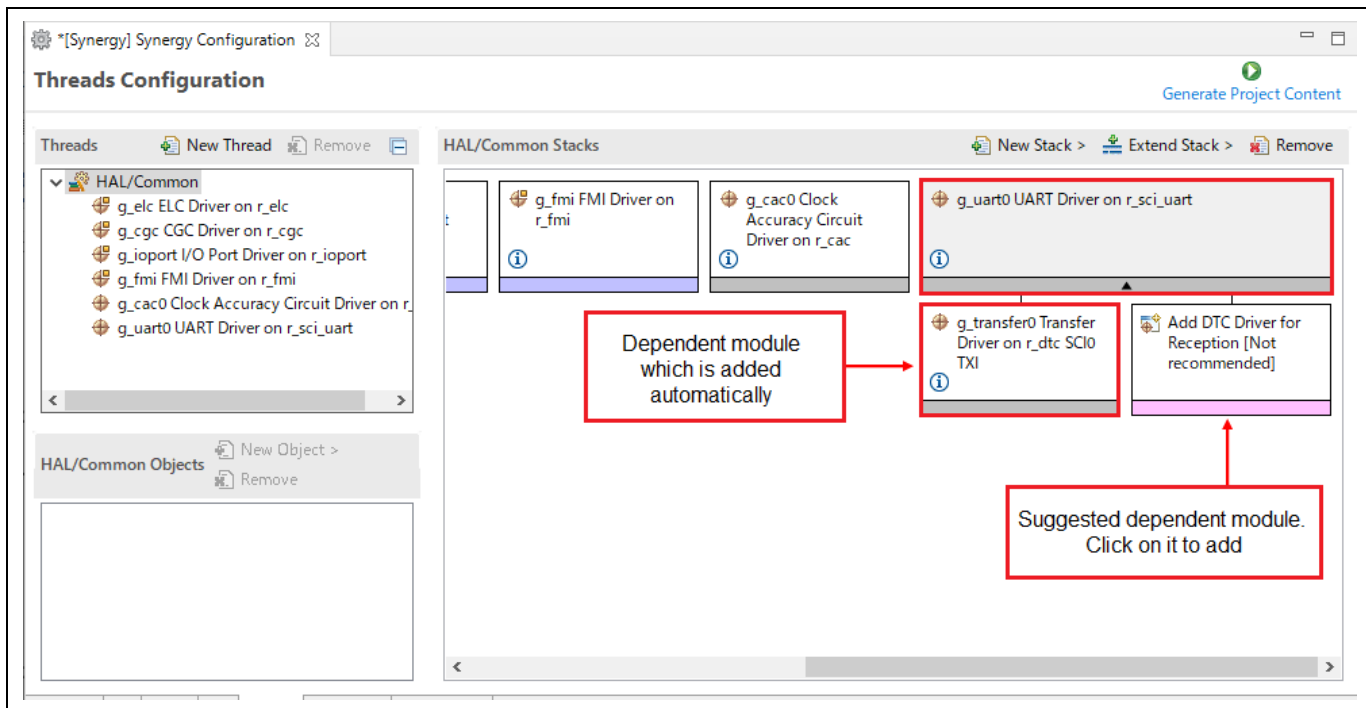 *[Synergy] Synergy Configuration
Threads Configuration
Generate Project Content
Threads
New Thread
Remove
HAL/Common
g_elc ELC Driver on r_elc
g_cgc CGC Driver on r_cgc
g_ioport I/O Port Driver on r_ioport
g_fmi FMI Driver on r_fmi
g_cac0 Clock Accuracy Circuit Driver on r_
g_uart0 UART Driver on r_sci_uart
HAL/Common Objects
New Object >
Remove
HAL/Common Stacks
New Stack >
Extend Stack >
Remove
t
g_fmi FMI Driver on
r_fmi
g_cac0 Clock
Accuracy Circuit
Driver on r_cac
g_uart0 UART Driver on r_sci_uart
g_transfer0 Transfer
Driver on r_dtc SCI0
TXI
Add DTC Driver for
Reception [Not
recommended]
Dependent module
which is added
automatically
Suggested dependent module.
Click on it to add